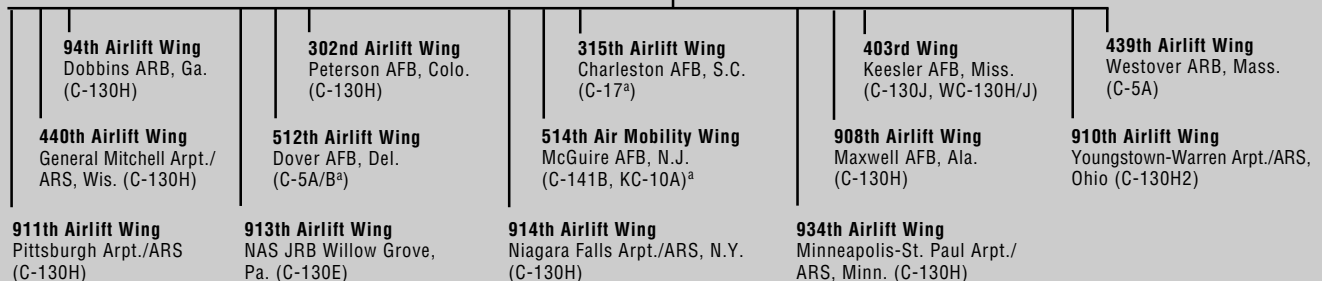 94th Airlift Wing
Dobbins ARB, Ga.
(C-130H)
302nd Airlift Wing
Peterson AFB, Colo.
(C-130H)
315th Airlift Wing
Charleston AFB, S.C.
(C-17ᵃ)
403rd Wing
Keesler AFB, Miss.
(C-130J, WC-130H/J)
439th Airlift Wing
Westover ARB, Mass.
(C-5A)
440th Airlift Wing
General Mitchell Arpt./
ARS, Wis. (C-130H)
512th Airlift Wing
Dover AFB, Del.
(C-5A/Bᵃ)
514th Air Mobility Wing
McGuire AFB, N.J.
(C-141B, KC-10A)ᵃ
908th Airlift Wing
Maxwell AFB, Ala.
(C-130H)
910th Airlift Wing
Youngstown-Warren Arpt./ARS,
Ohio (C-130H2)
911th Airlift Wing
Pittsburgh Arpt./ARS
(C-130H)
913th Airlift Wing
NAS JRB Willow Grove,
Pa. (C-130E)
914th Airlift Wing
Niagara Falls Arpt./ARS, N.Y.
(C-130H)
934th Airlift Wing
Minneapolis-St. Paul Arpt./
ARS, Minn. (C-130H)